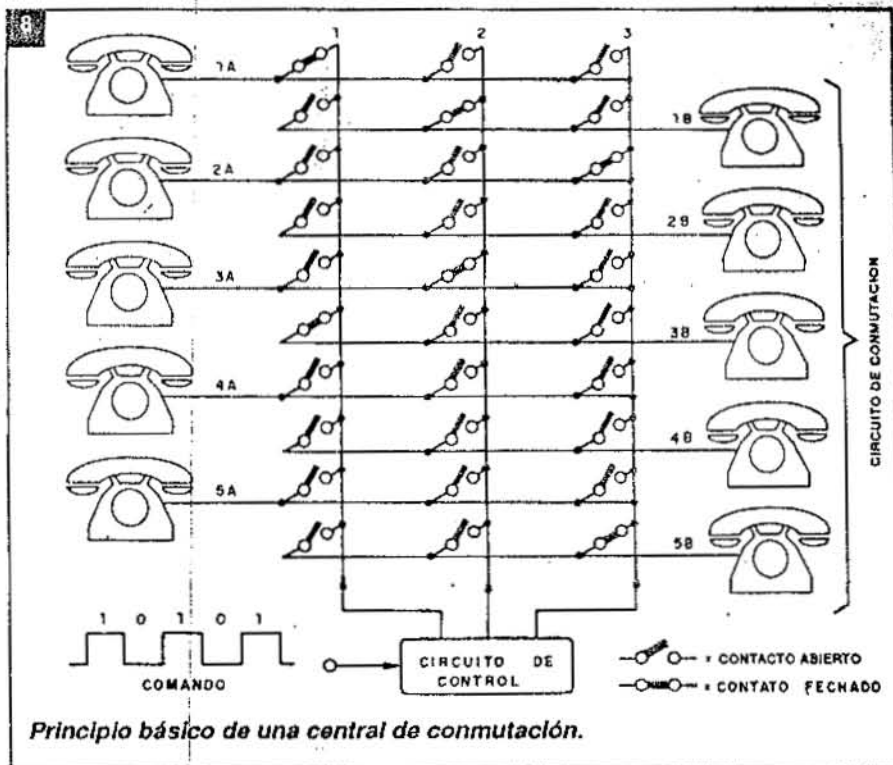 8
1 2 3
1A
1B
2A
2B
3A
3B
4A
4B
5A
5B
CIRCUITO DE CONMUTACION
1 0 1 0 1
COMANDO
CIRCUITO DE
CONTROL
= CONTACTO ABIERTO
= CONTATO FECHADO
Principio básico de una central de conmutación.